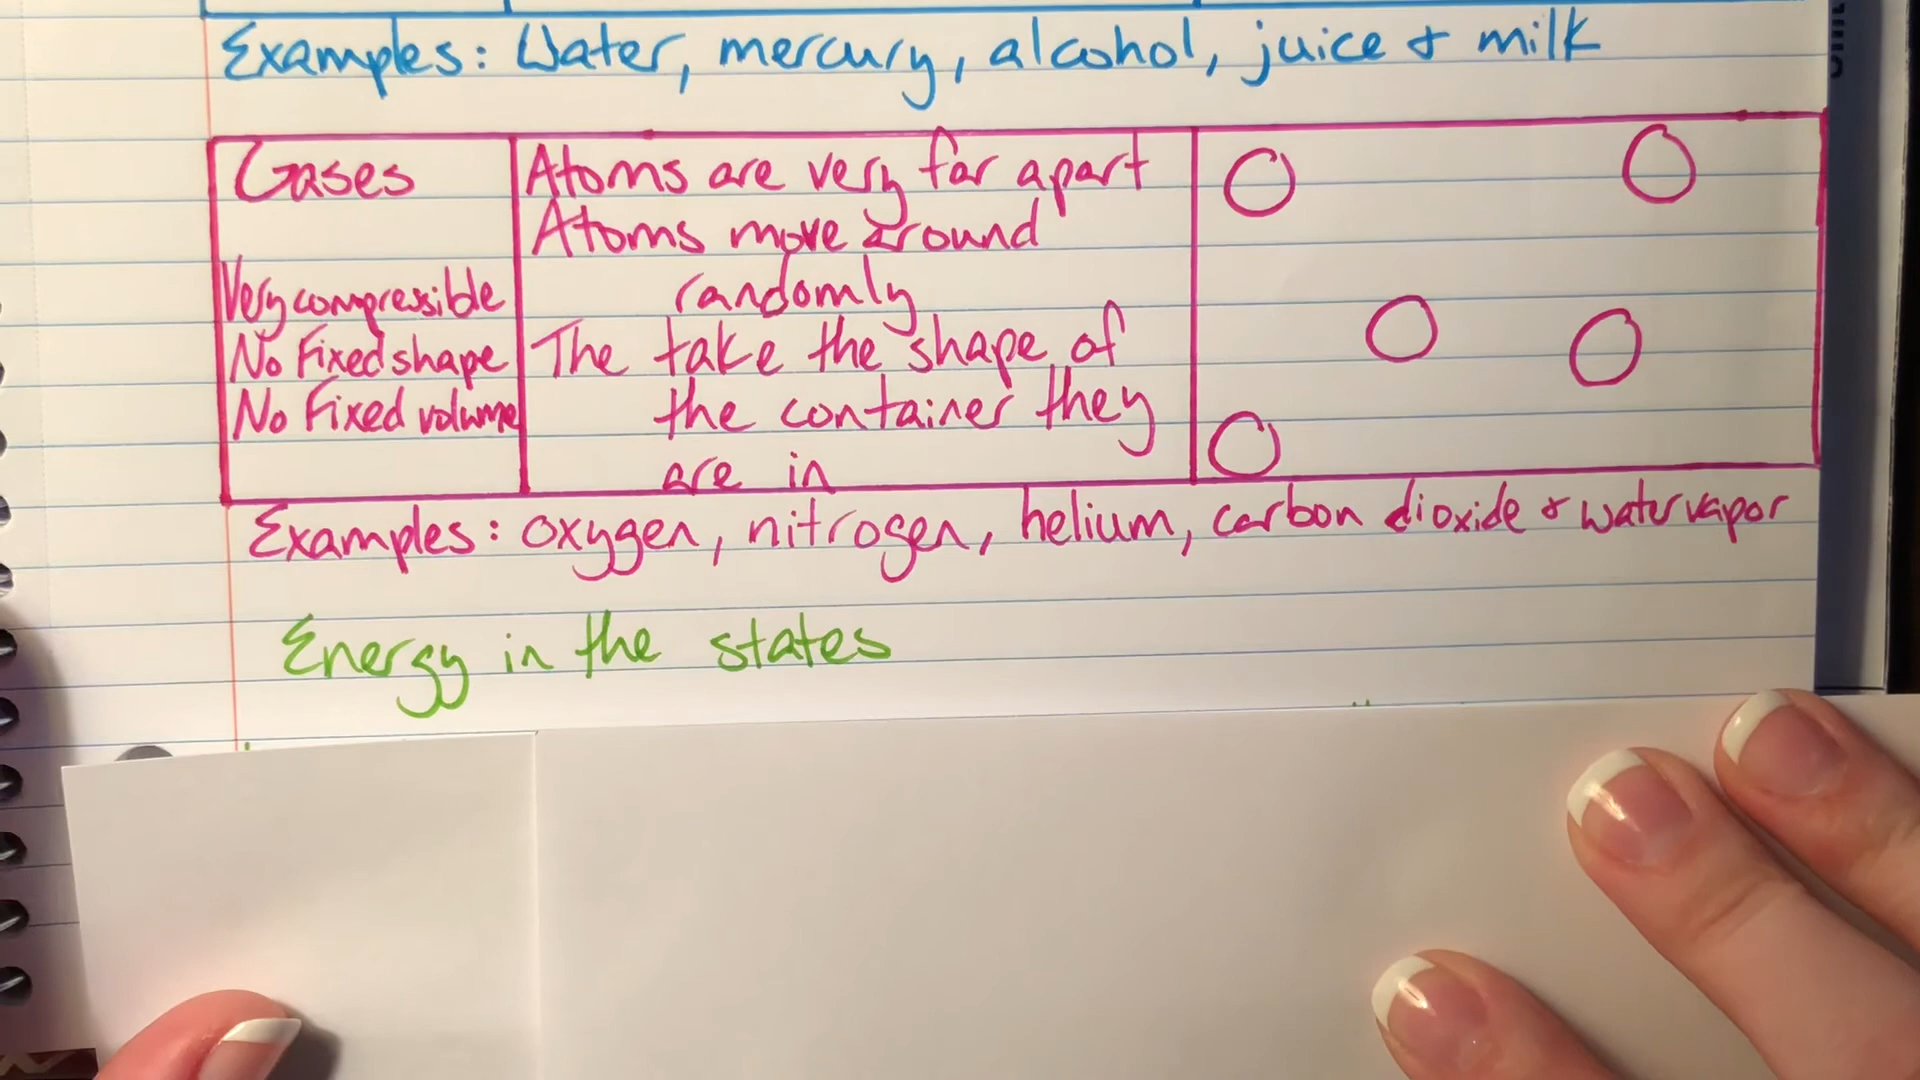 Examples: Water, mercury, alcohol, juice & milk
Gases
Very compressible
No Fixed shape
No Fixed volume
Atoms are very far apart
Atoms move around
randomly
The take the shape of
the container they
are in
Examples: oxygen, nitrogen, helium, carbon dioxide & water vapor
Energy in the states